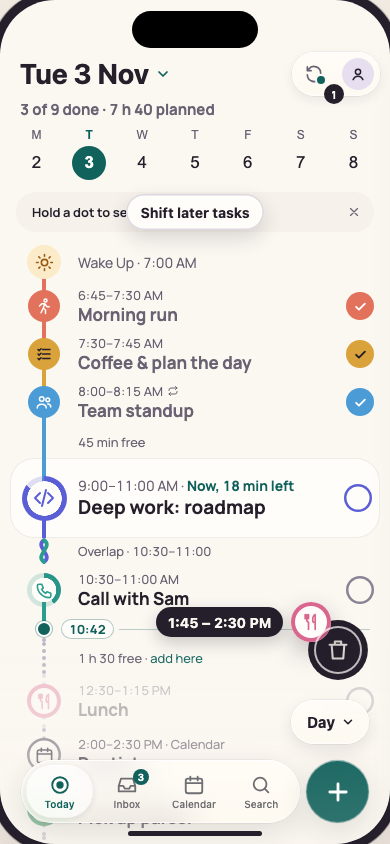 Tue 3 Nov
1
3 of 9 done · 7 h 40 planned
M T W T F S S
2 3 4 5 6 7 8
Hold a dot to se
Shift later tasks
Wake Up · 7:00 AM
6:45–7:30 AM
Morning run
7:30–7:45 AM
Coffee & plan the day
8:00–8:15 AM
Team standup
45 min free
9:00–11:00 AM · Now, 18 min left
Deep work: roadmap
Overlap · 10:30–11:00
10:30–11:00 AM
Call with Sam
1:45 – 2:30 PM
10:42
1 h 30 free · add here
12:30–1:15 PM
Lunch
Day
2:00–2:30 PM · Calendar
3
Today Inbox Calendar Search